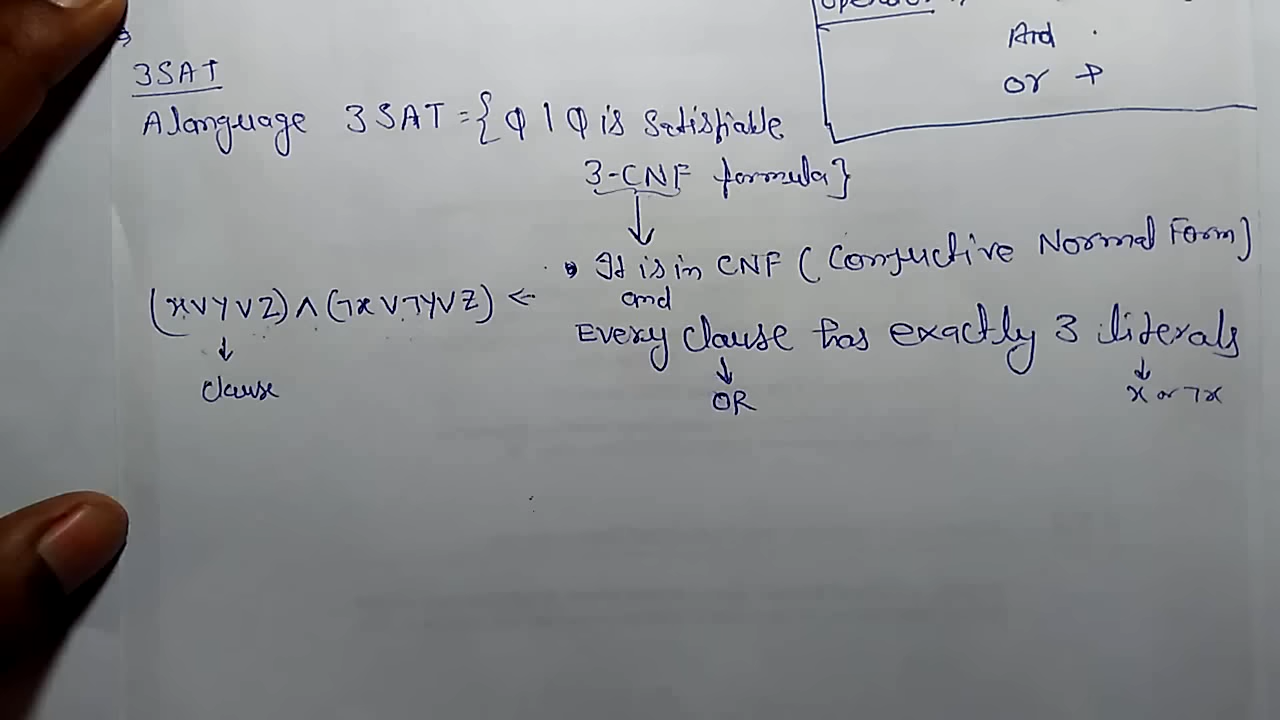 And .
or +
3SAT
A language 3SAT = { φ | φ is Satisfiable
3-CNF formula}
It is in CNF (Conjuctive Normal Form)
and
(x∨y∨z)∧(¬x∨¬y∨z) ←
Every clause has exactly 3 literals
clause
OR
x or ¬x